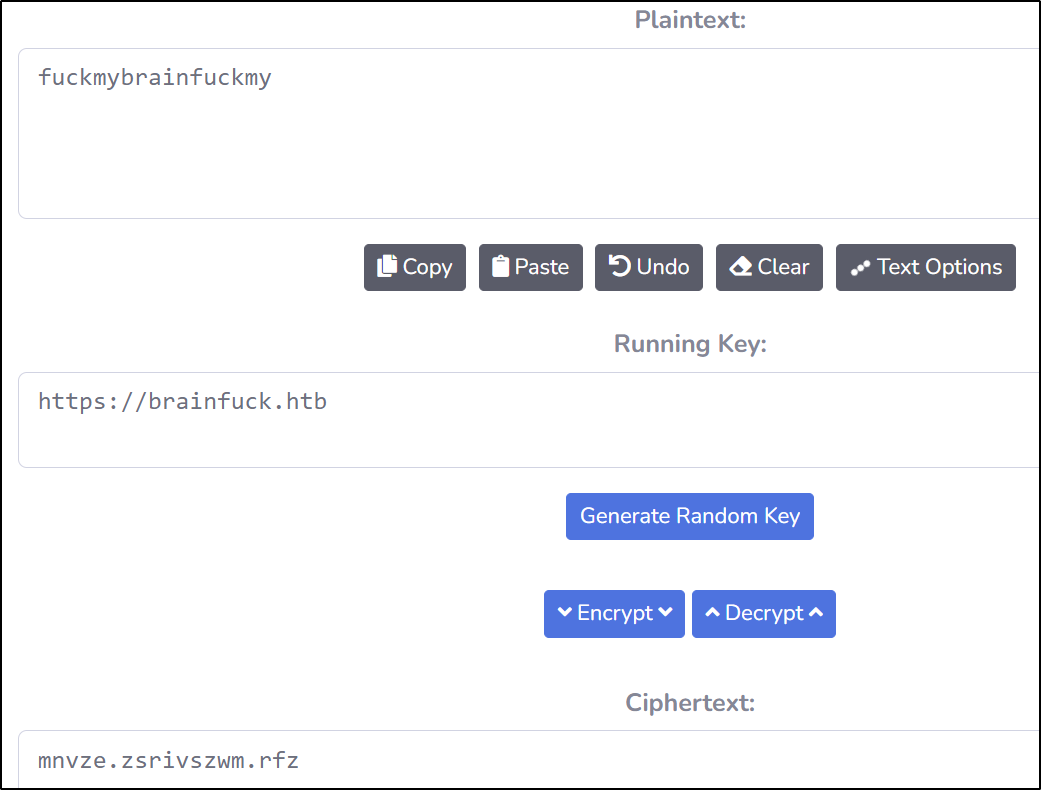 Plaintext:
fuckmybrainfuckmy
Copy Paste Undo Clear Text Options
Running Key:
https://brainfuck.htb
Generate Random Key
Encrypt Decrypt
Ciphertext:
mnvze.zsrivszwm.rfz